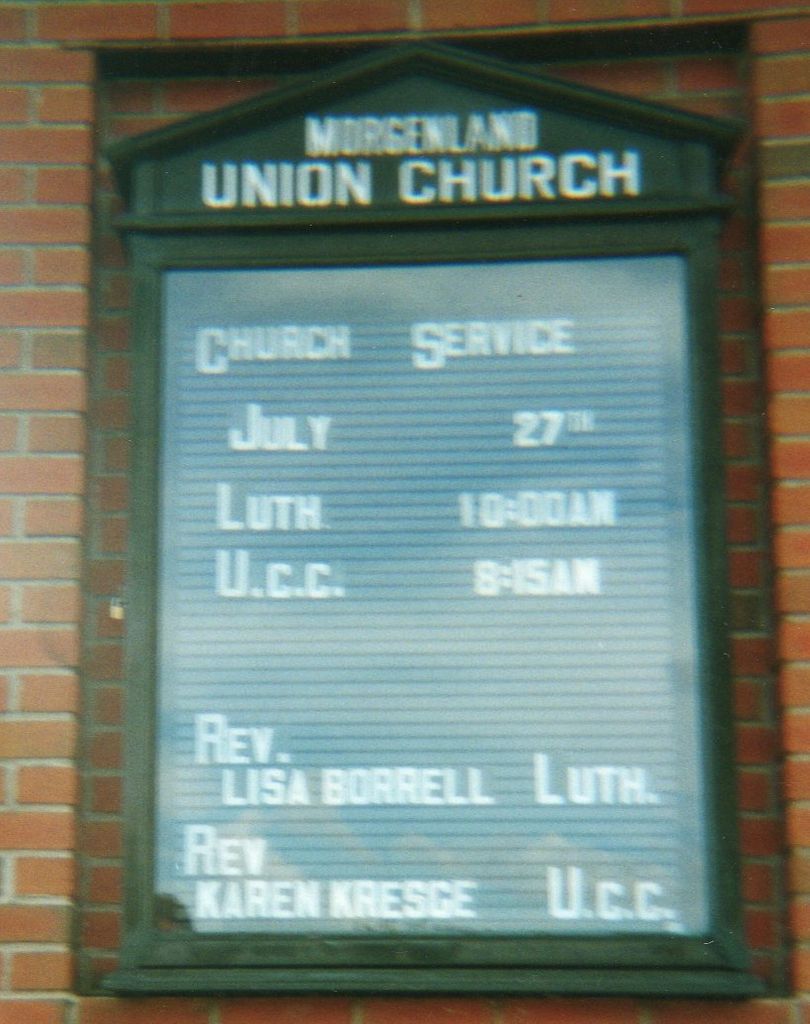 MORGENLAND
UNION CHURCH
CHURCH SERVICE
JULY 27TH
LUTH. 10:00AM
U.C.C. 8:15AM
REV.
LISA BORRELL LUTH.
REV
KAREN KRESGE U.C.C.